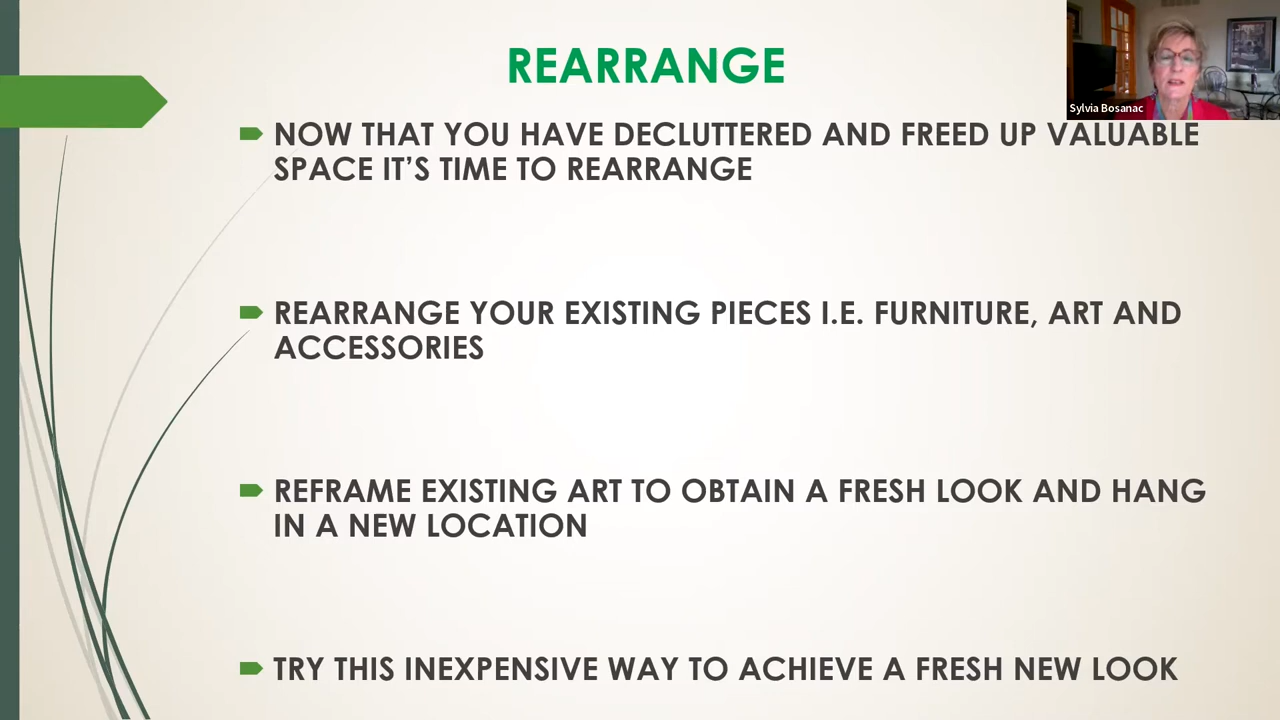 REARRANGE
Sylvia Bosanac
NOW THAT YOU HAVE DECLUTTERED AND FREED UP VALUABLE
SPACE IT’S TIME TO REARRANGE
REARRANGE YOUR EXISTING PIECES I.E. FURNITURE, ART AND
ACCESSORIES
REFRAME EXISTING ART TO OBTAIN A FRESH LOOK AND HANG
IN A NEW LOCATION
TRY THIS INEXPENSIVE WAY TO ACHIEVE A FRESH NEW LOOK